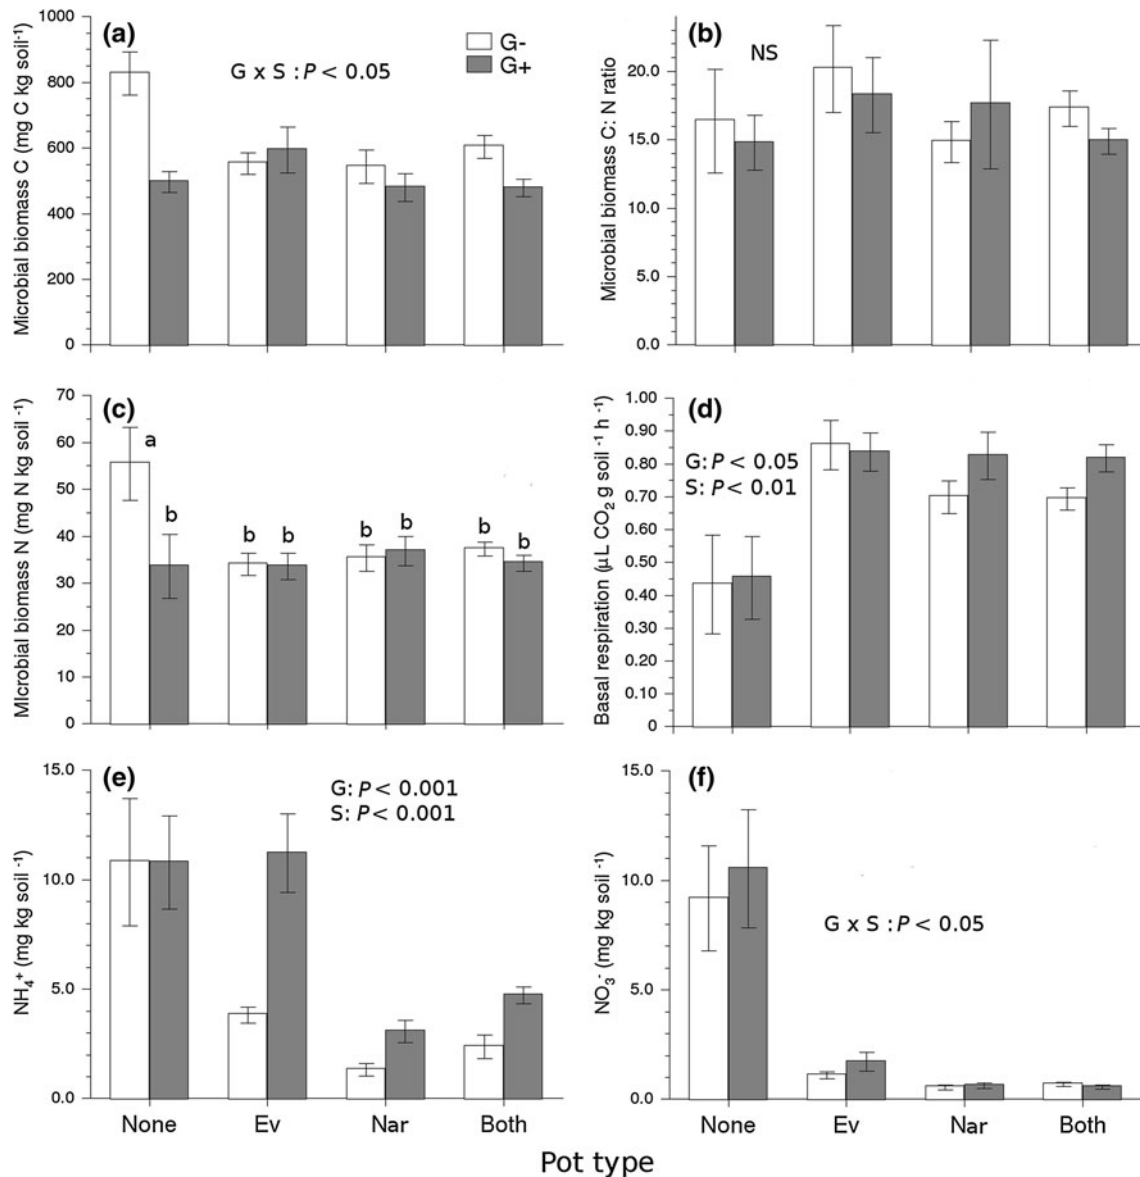 (a)
G x S : P < 0.05
G-
G+
Microbial biomass C (mg C kg soil⁻¹)
1000
800
600
400
200
0
(b)
NS
Microbial biomass C: N ratio
20.0
15.0
10.0
5.0
0.0
(c)
MIcrobial biomass N (mg N kg soil ⁻¹)
70
60
50
40
30
20
10
0
a
b
b
b
b
b
b
b
(d)
G: P < 0.05
S: P < 0.01
Basal respiration (µL CO₂ g soil ⁻¹ h ⁻¹)
1.00
0.90
0.80
0.70
0.60
0.50
0.40
0.30
0.20
0.10
0
(e)
G: P < 0.001
S: P < 0.001
NH₄⁺ (mg kg soil ⁻¹)
15.0
10.0
5.0
0.0
None
Ev
Nar
Both
(f)
G x S : P < 0.05
NO₃⁻ (mg kg soil ⁻¹)
15.0
10.0
5.0
0.0
None
Ev
Nar
Both
Pot type